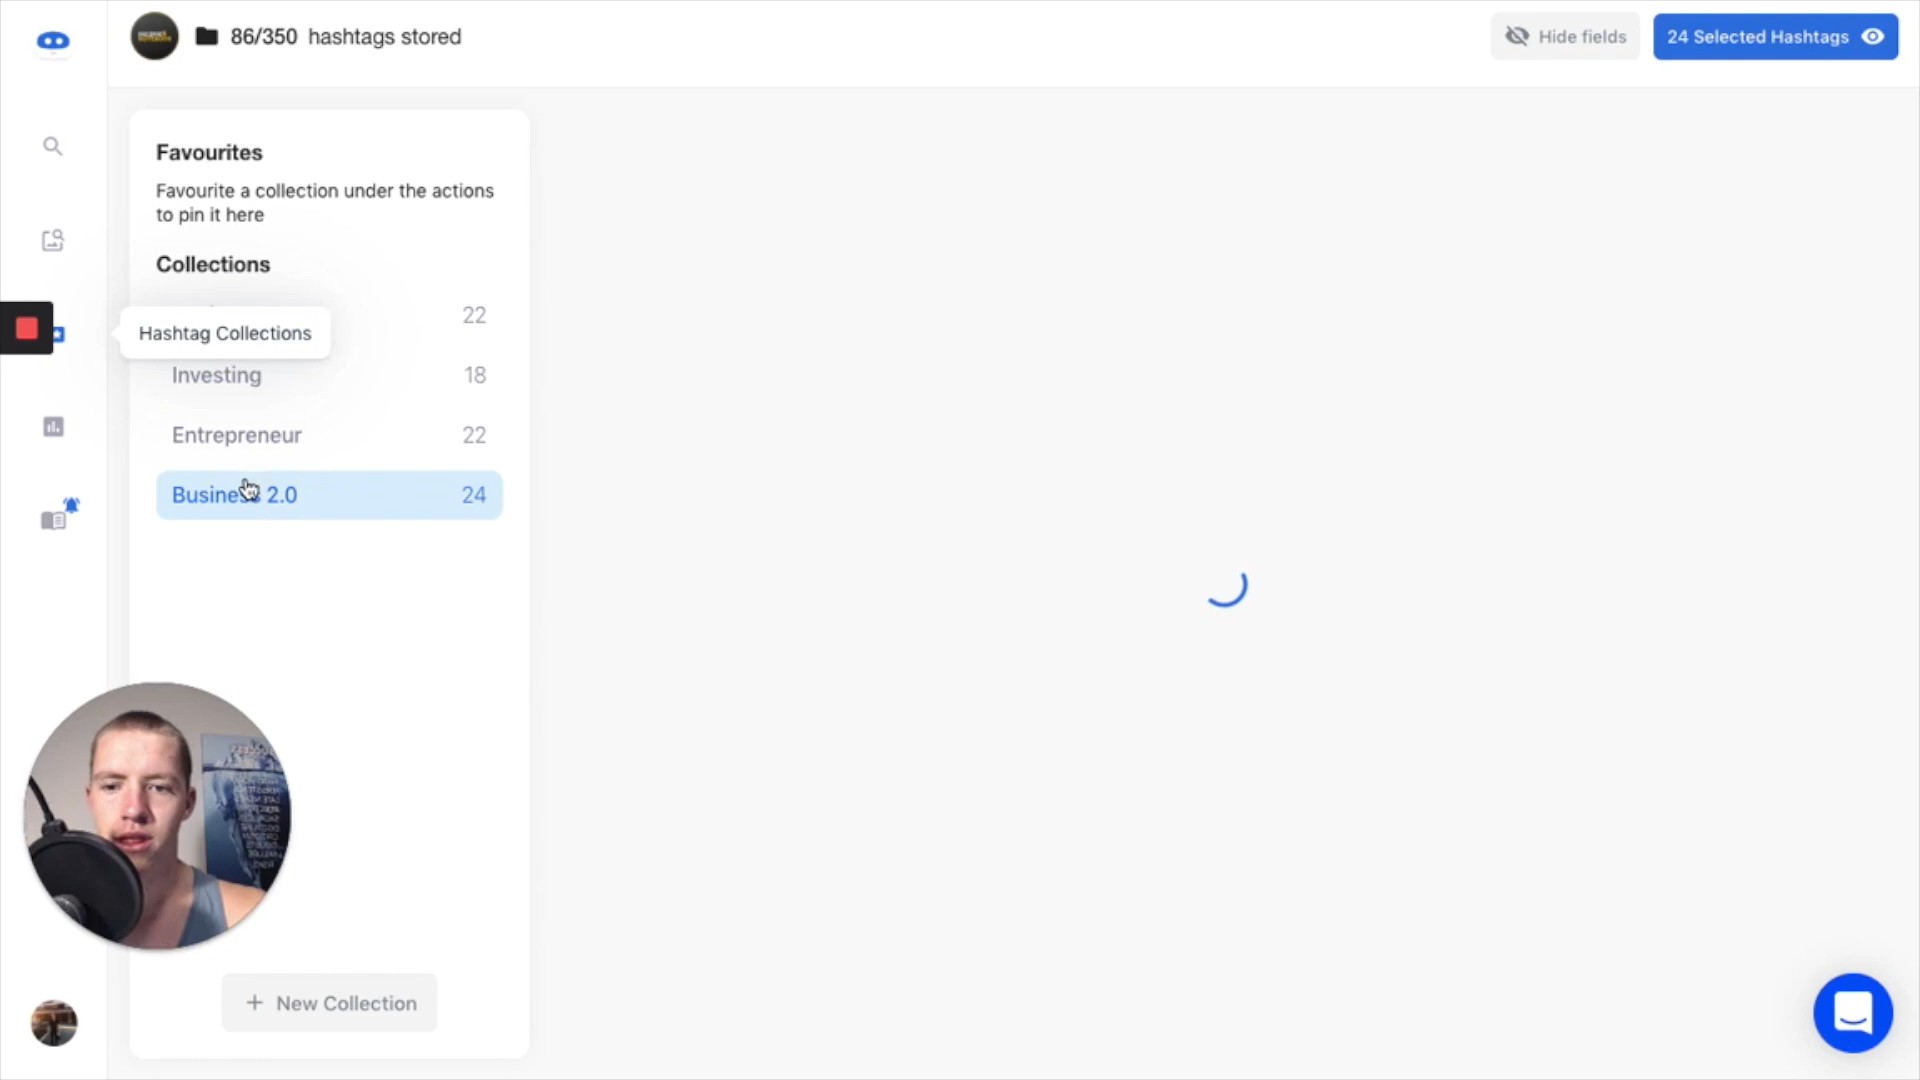 86/350 hashtags stored
Hide fields
24 Selected Hashtags
Favourites
Favourite a collection under the actions
to pin it here
Collections
22
Hashtag Collections
Investing 18
Entrepreneur 22
Business 2.0 24
+ New Collection